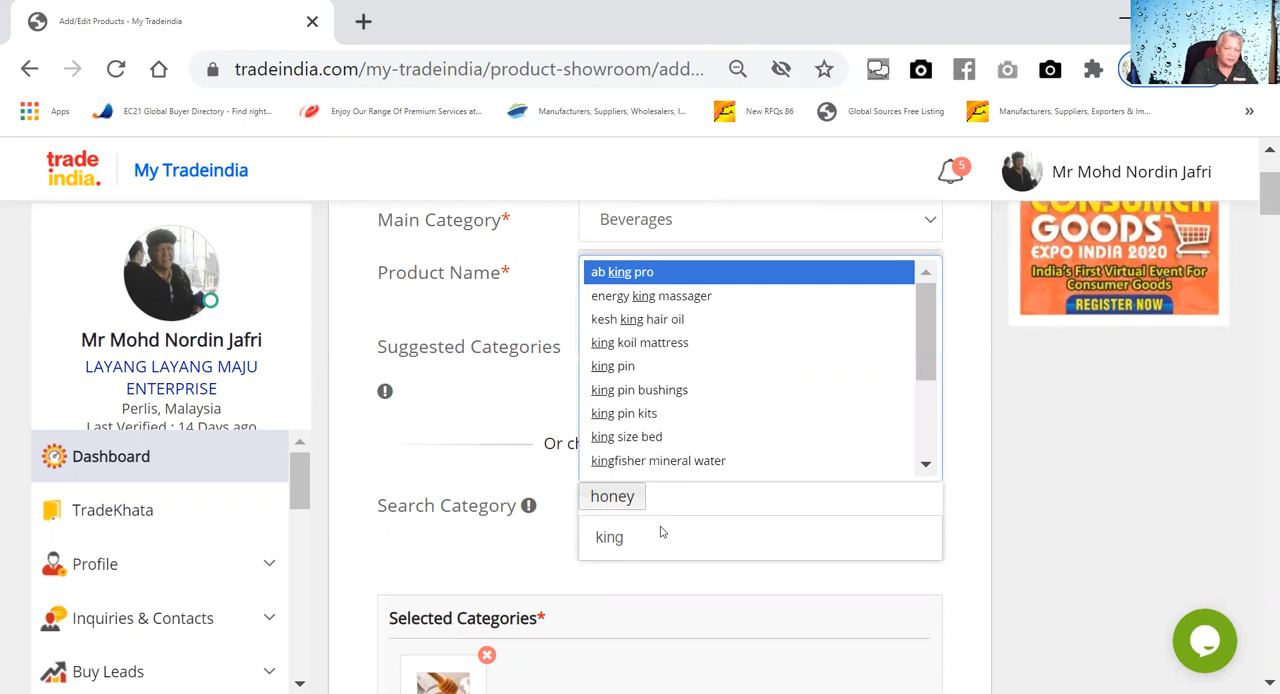 Add/Edit Products - My Tradeindia
tradeindia.com/my-tradeindia/product-showroom/add...
Apps
EC21 Global Buyer Directory - Find right...
Enjoy Our Range Of Premium Services at...
Manufacturers, Suppliers, Wholesalers, I...
New RFQs 86
Global Sources Free Listing
Manufacturers, Suppliers, Exporters & Im...
»
trade
india.
My Tradeindia
5
Mr Mohd Nordin Jafri
Mr Mohd Nordin Jafri
LAYANG LAYANG MAJU
ENTERPRISE
Perlis, Malaysia
Last Verified : 14 Days ago
Dashboard
TradeKhata
Profile
Inquiries & Contacts
Buy Leads
Main Category*
Beverages
Product Name*
ab king pro
energy king massager
kesh king hair oil
king koil mattress
king pin
king pin bushings
king pin kits
king size bed
kingfisher mineral water
Suggested Categories
Or ch
Search Category
honey
king
Selected Categories*
CONSUMER
GOODS
EXPO INDIA 2020
India's First Virtual Event For
Consumer Goods
REGISTER NOW